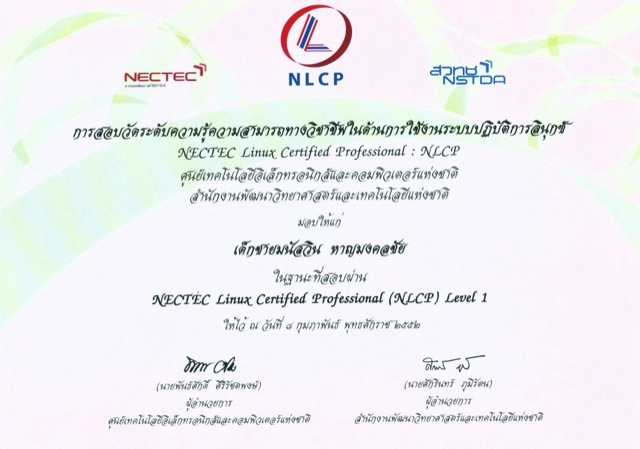 NLCP
NECTEC
a member of NSTDA
สวทช
NSTDA
การสอบวัดระดับความรู้ความสามารถทางวิชาชีพในด้านการใช้งานระบบปฏิบัติการลินุกซ์
NECTEC Linux Certified Professional : NLCP
ศูนย์เทคโนโลยีอิเล็กทรอนิกส์และคอมพิวเตอร์แห่งชาติ
สำนักงานพัฒนาวิทยาศาสตร์และเทคโนโลยีแห่งชาติ
มอบให้แก่
เด็กชายมนัสวิน หาญมงคลชัย
ในฐานะที่สอบผ่าน
NECTEC Linux Certified Professional (NLCP) Level 1
ให้ไว้ ณ วันที่ ๘ กุมภาพันธ์ พุทธศักราช ๒๕๕๒
(นายพันธ์ศักดิ์ ศิริรัชตพงษ์)
ผู้อำนวยการ
ศูนย์เทคโนโลยีอิเล็กทรอนิกส์และคอมพิวเตอร์แห่งชาติ
(นายศักรินทร์ ภูมิรัตน)
ผู้อำนวยการ
สำนักงานพัฒนาวิทยาศาสตร์และเทคโนโลยีแห่งชาติ